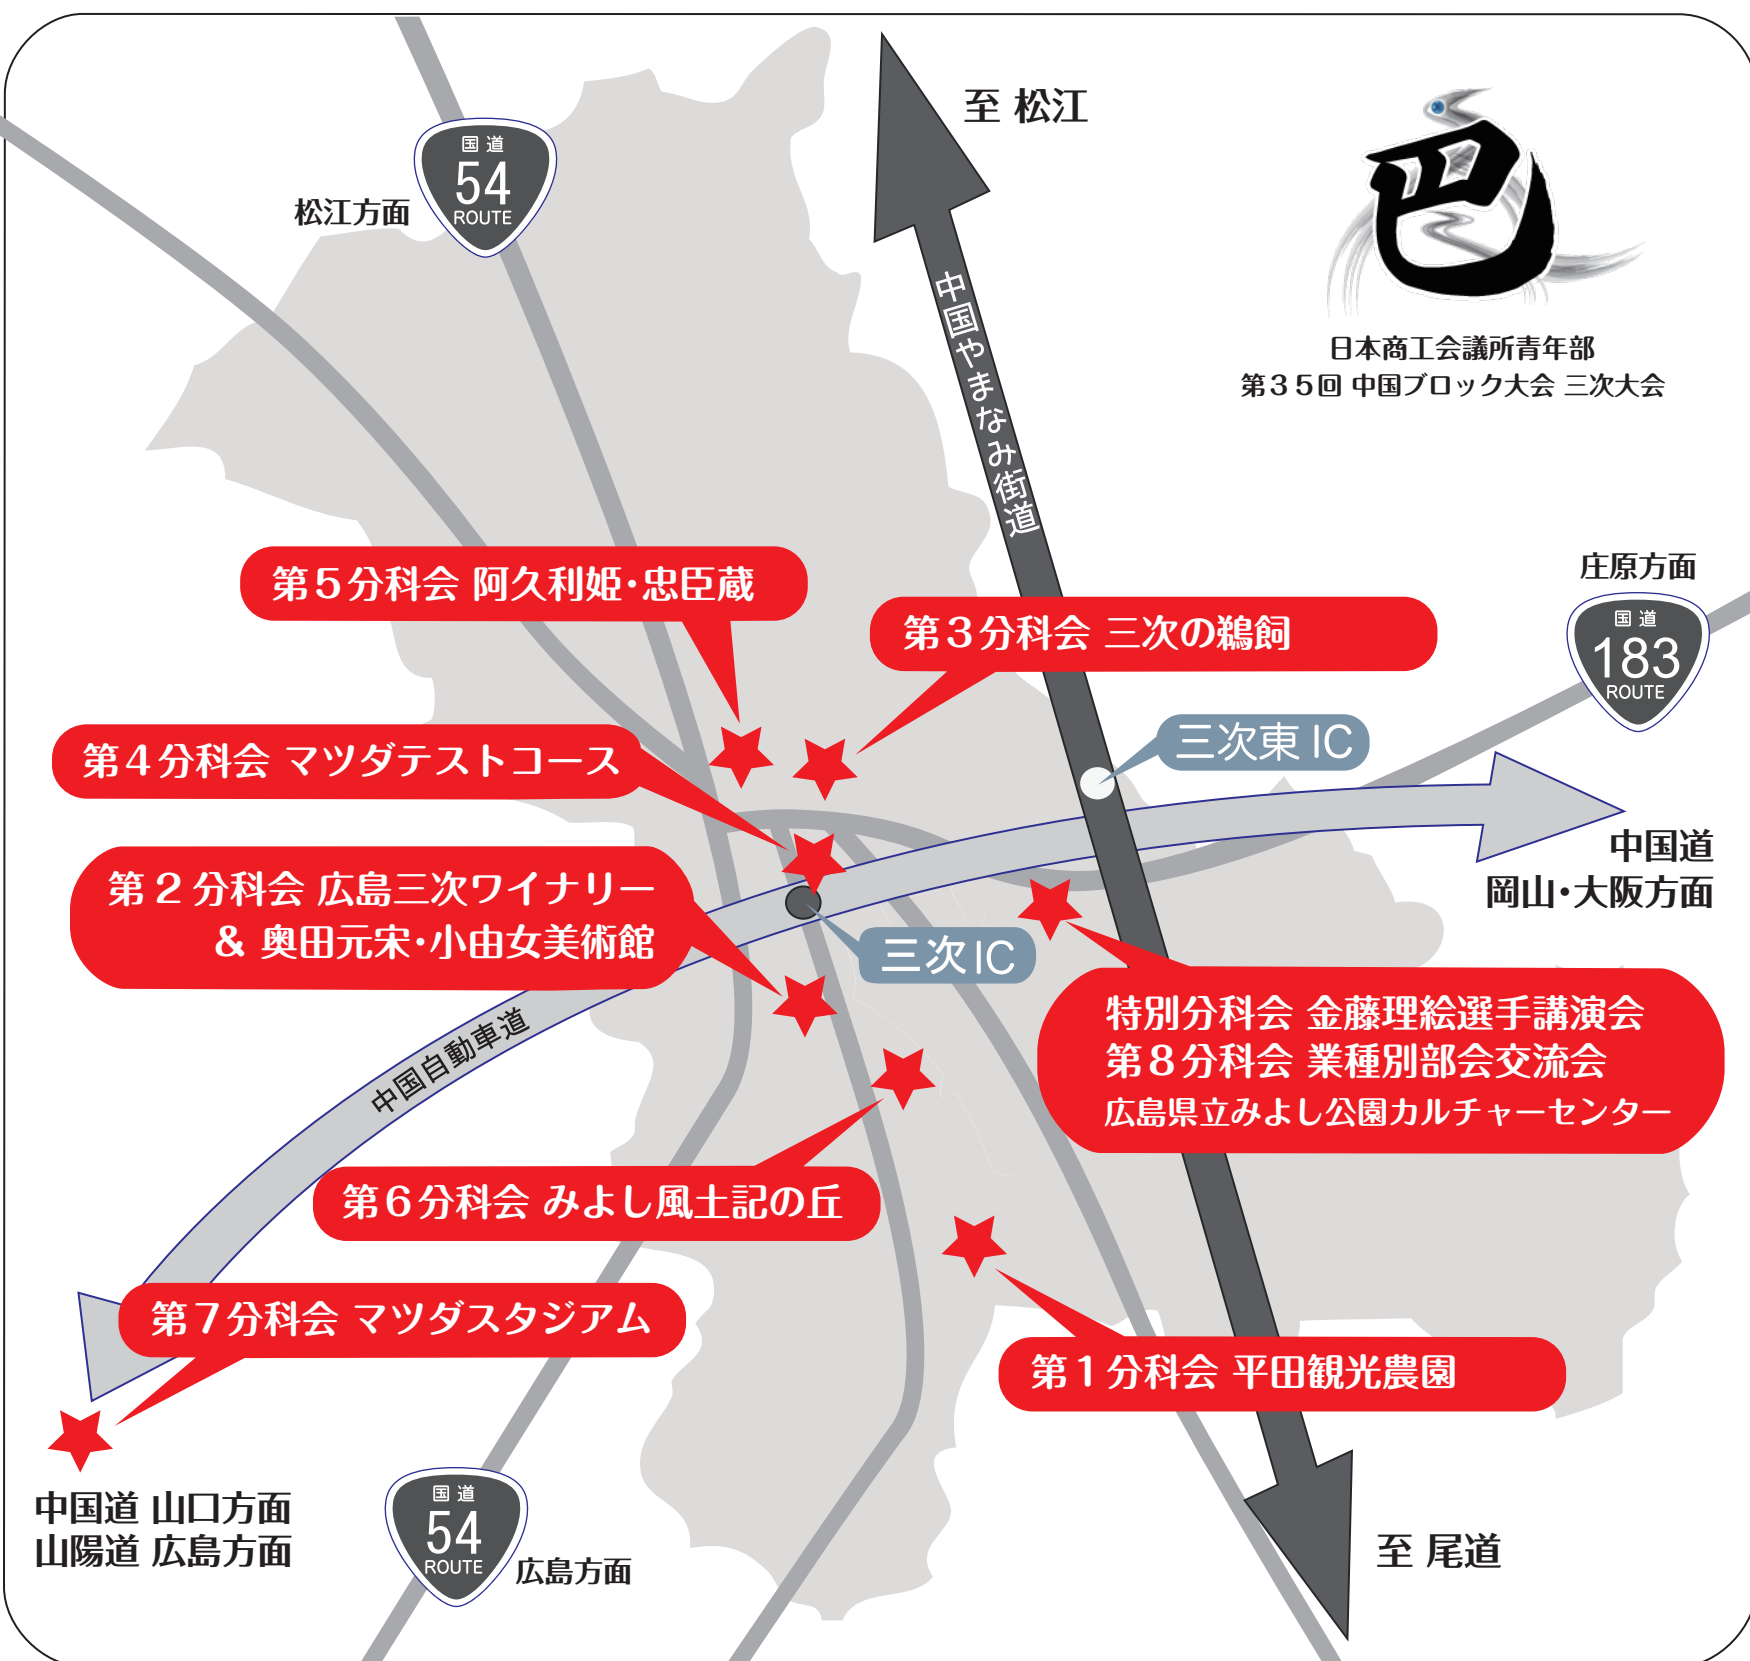 至 松江
国道
54
ROUTE
松江方面
中国やまなみ街道
巴
日本商工会議所青年部
第35回 中国ブロック大会 三次大会
第5分科会 阿久利姫・忠臣蔵
第3分科会 三次の鵜飼
庄原方面
国道
183
ROUTE
第4分科会 マツダテストコース
三次東 IC
中国道
岡山・大阪方面
第2分科会 広島三次ワイナリー
& 奥田元宋・小由女美術館
三次IC
特別分科会 金藤理絵選手講演会
第8分科会 業種別部会交流会
広島県立みよし公園カルチャーセンター
中国自動車道
第6分科会 みよし風土記の丘
第7分科会 マツダスタジアム
第1分科会 平田観光農園
中国道 山口方面
山陽道 広島方面
国道
54
ROUTE
広島方面
至 尾道